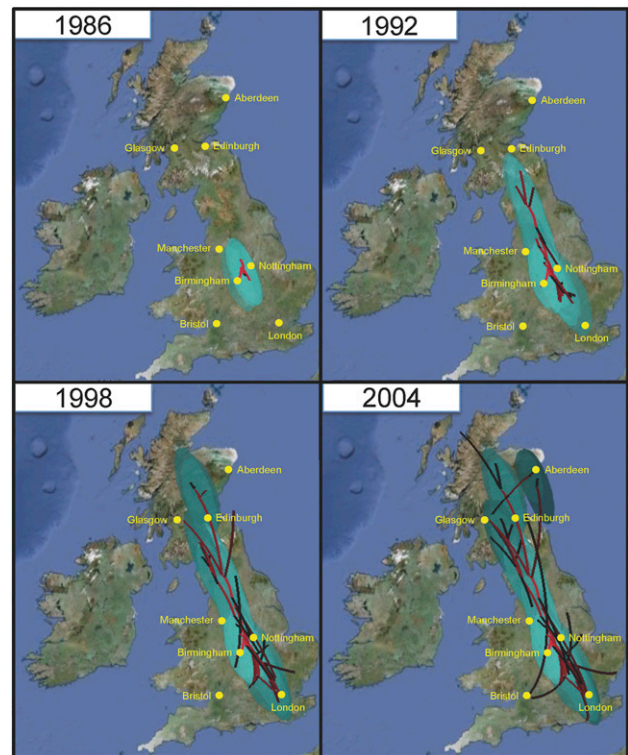 1986
Aberdeen
Glasgow
Edinburgh
Manchester
Nottingham
Birmingham
Bristol
London
1992
Aberdeen
Glasgow
Edinburgh
Manchester
Nottingham
Birmingham
Bristol
London
1998
Aberdeen
Glasgow
Edinburgh
Manchester
Nottingham
Birmingham
Bristol
London
2004
Aberdeen
Glasgow
Edinburgh
Manchester
Nottingham
Birmingham
Bristol
London